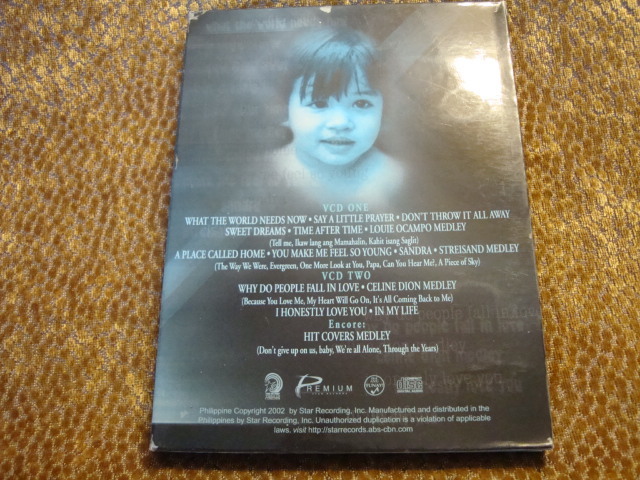 VCD ONE
WHAT THE WORLD NEEDS NOW • SAY A LITTLE PRAYER • DON'T THROW IT ALL AWAY
SWEET DREAMS • TIME AFTER TIME • LOUIE OCAMPO MEDLEY
(Tell me, Ikaw lang ang Mamahalin, Kahit isang Saglit)
A PLACE CALLED HOME • YOU MAKE ME FEEL SO YOUNG • SANDRA • STREISAND MEDLEY
(The Way We Were, Evergreen, One More Look at You, Papa, Can You Hear Me?, A Piece of Sky)
VCD TWO
WHY DO PEOPLE FALL IN LOVE • CELINE DION MEDLEY
(Because You Love Me, My Heart Will Go On, It's All Coming Back to Me)
I HONESTLY LOVE YOU • IN MY LIFE
Encore:
HIT COVERS MEDLEY
(Don't give up on us, baby, We're all Alone, Through the Years)
PREMIUM
Philippine Copyright 2002 by Star Recording, Inc. Manufactured and distributed in the
Philippines by Star Recording, Inc. Unauthorized duplication is a violation of applicable
laws. visit http://starrecords.abs-cbn.com